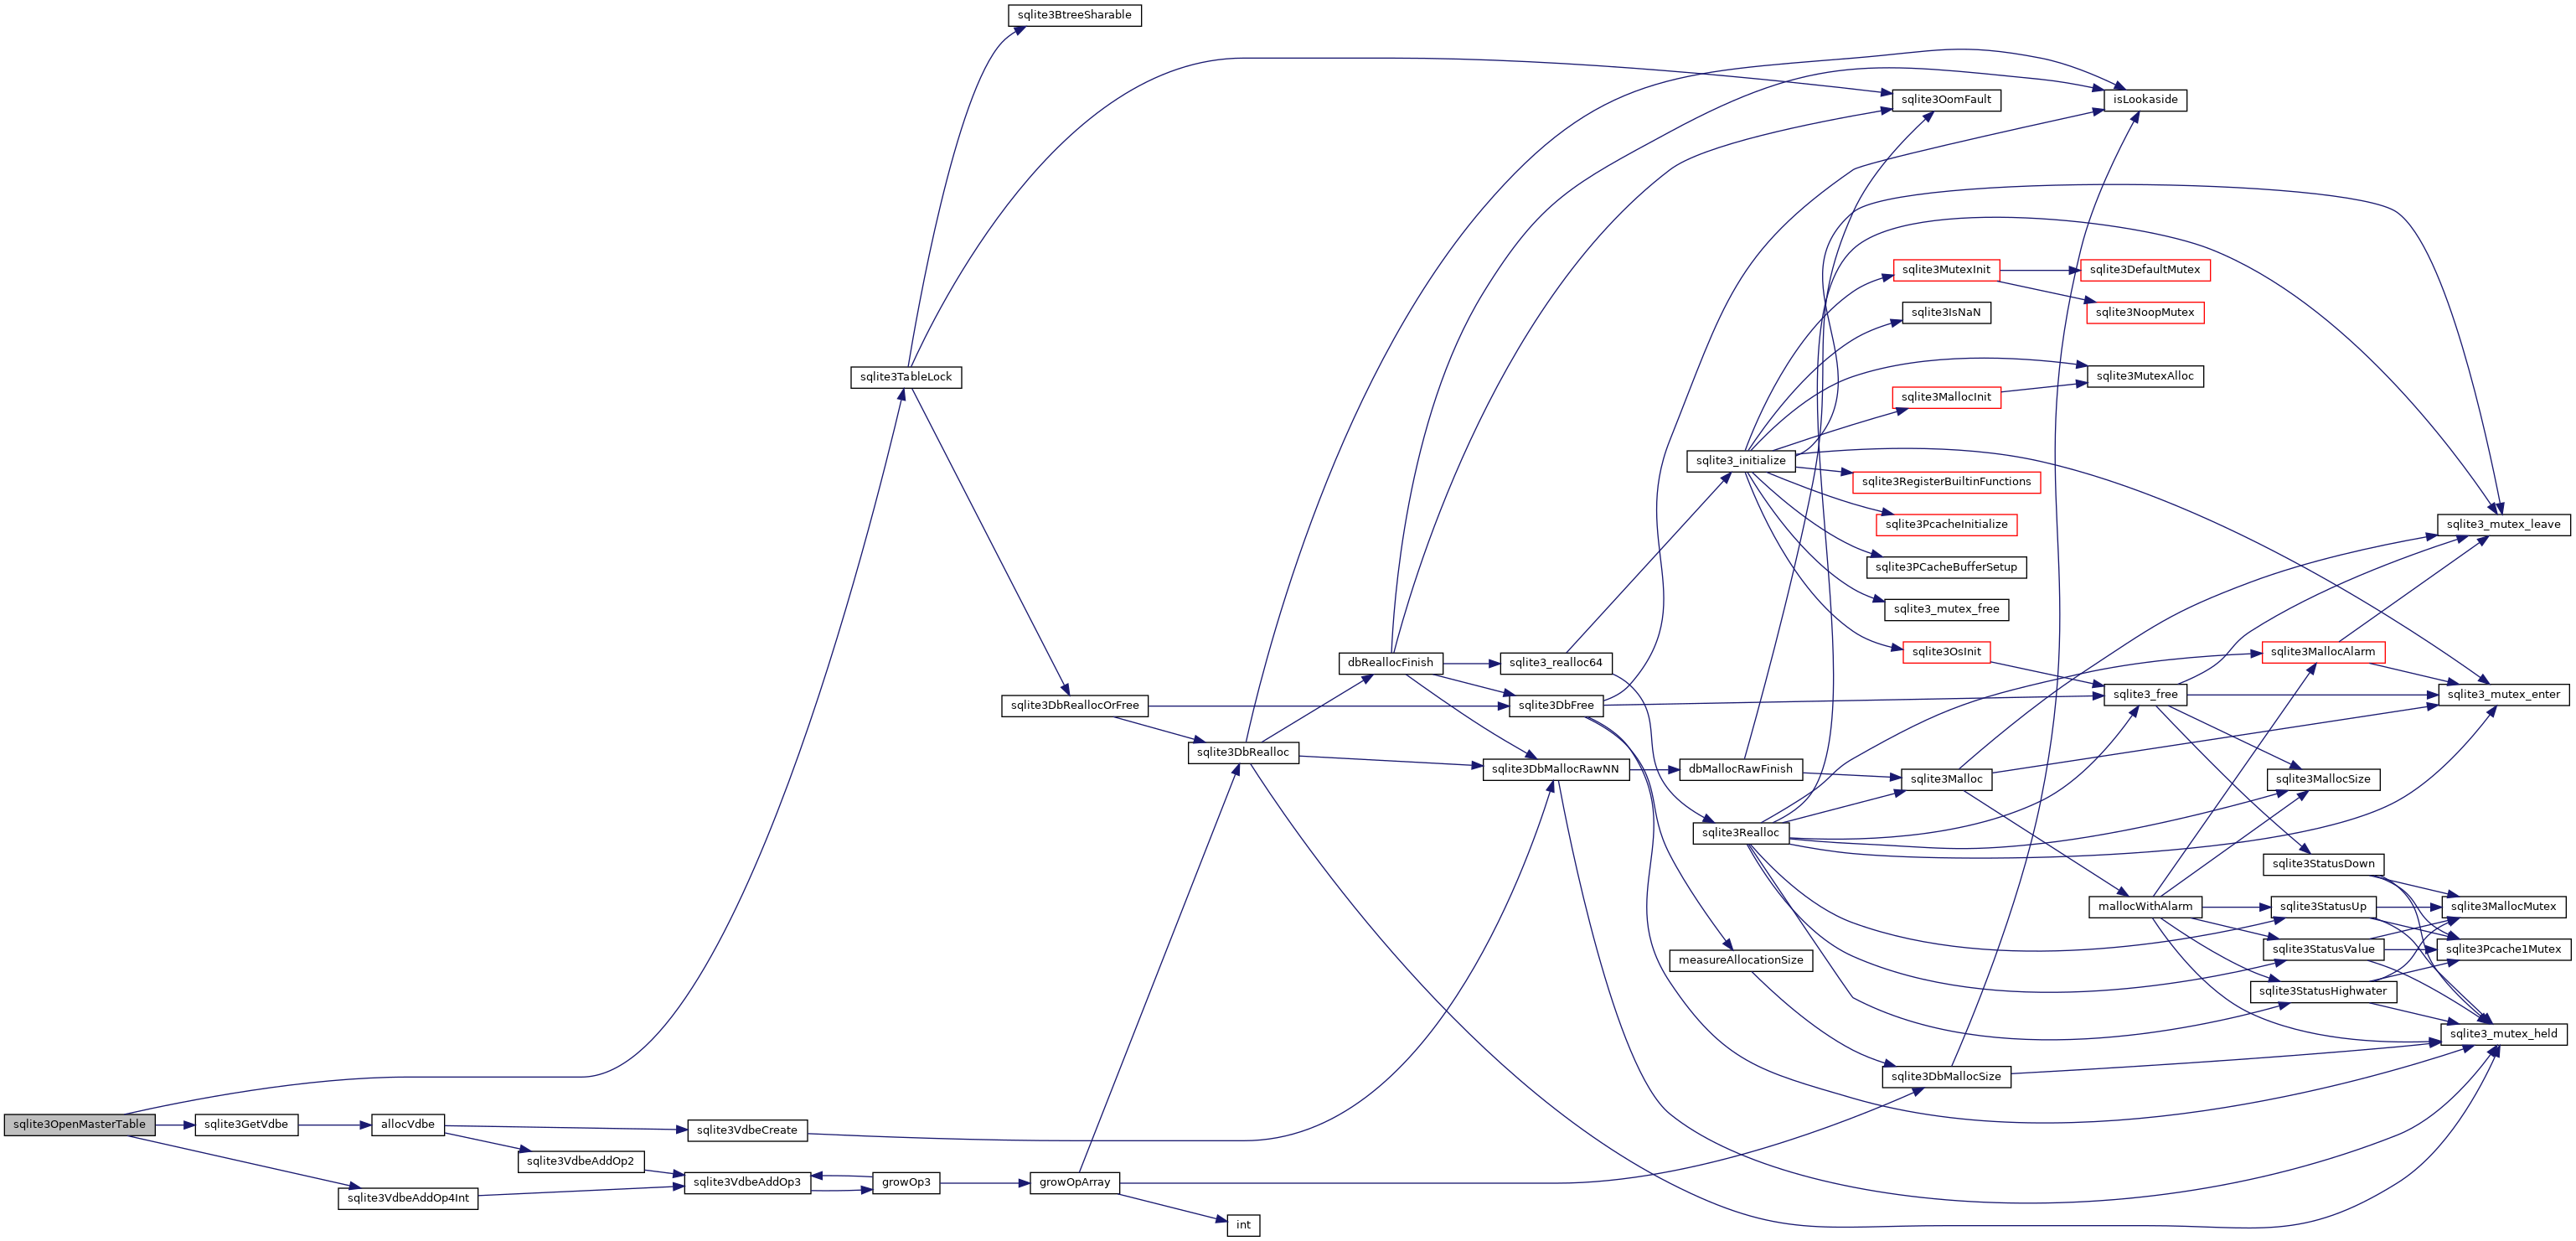 sqlite3BtreeSharable
sqlite3OomFault
isLookaside
sqlite3MutexInit
sqlite3DefaultMutex
sqlite3IsNaN
sqlite3NoopMutex
sqlite3TableLock
sqlite3MutexAlloc
sqlite3MallocInit
sqlite3_initialize
sqlite3RegisterBuiltinFunctions
sqlite3PcacheInitialize
sqlite3_mutex_leave
sqlite3PCacheBufferSetup
sqlite3_mutex_free
sqlite3OsInit
sqlite3MallocAlarm
dbReallocFinish
sqlite3_realloc64
sqlite3_free
sqlite3_mutex_enter
sqlite3DbReallocOrFree
sqlite3DbFree
sqlite3DbRealloc
sqlite3DbMallocRawNN
dbMallocRawFinish
sqlite3Malloc
sqlite3MallocSize
sqlite3Realloc
sqlite3StatusDown
mallocWithAlarm
sqlite3StatusUp
sqlite3MallocMutex
sqlite3StatusValue
sqlite3Pcache1Mutex
measureAllocationSize
sqlite3StatusHighwater
sqlite3_mutex_held
sqlite3DbMallocSize
sqlite3OpenMasterTable
sqlite3GetVdbe
allocVdbe
sqlite3VdbeCreate
sqlite3VdbeAddOp2
sqlite3VdbeAddOp4Int
sqlite3VdbeAddOp3
growOp3
growOpArray
int